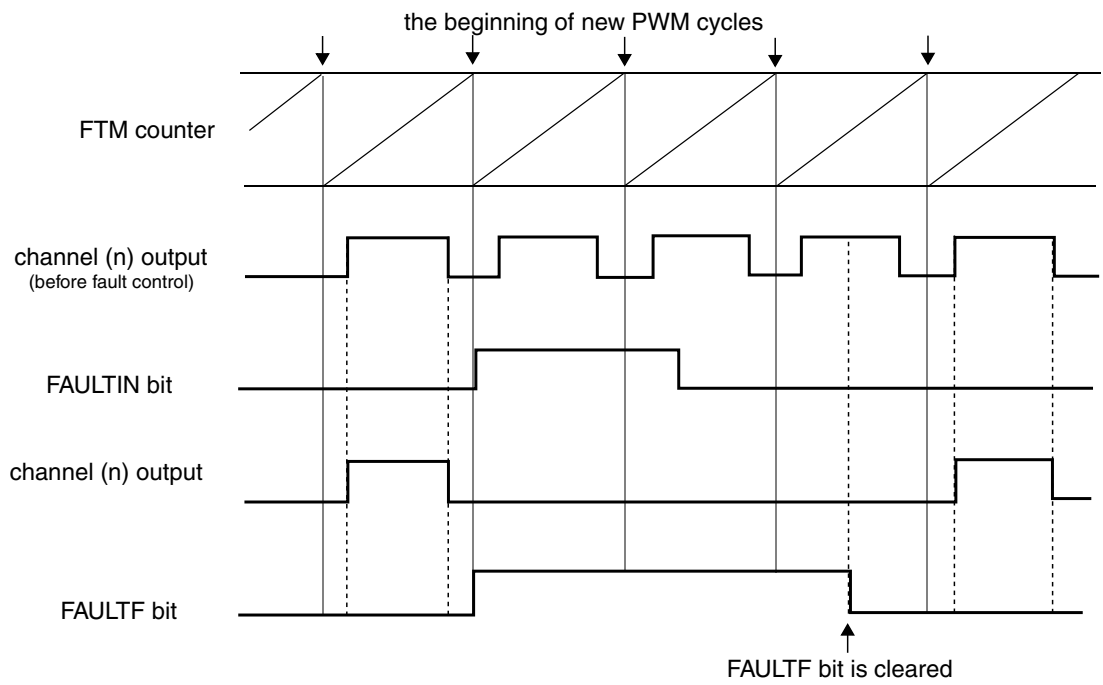 the beginning of new PWM cycles
FTM counter
channel (n) output
(before fault control)
FAULTIN bit
channel (n) output
FAULTF bit
FAULTF bit is cleared